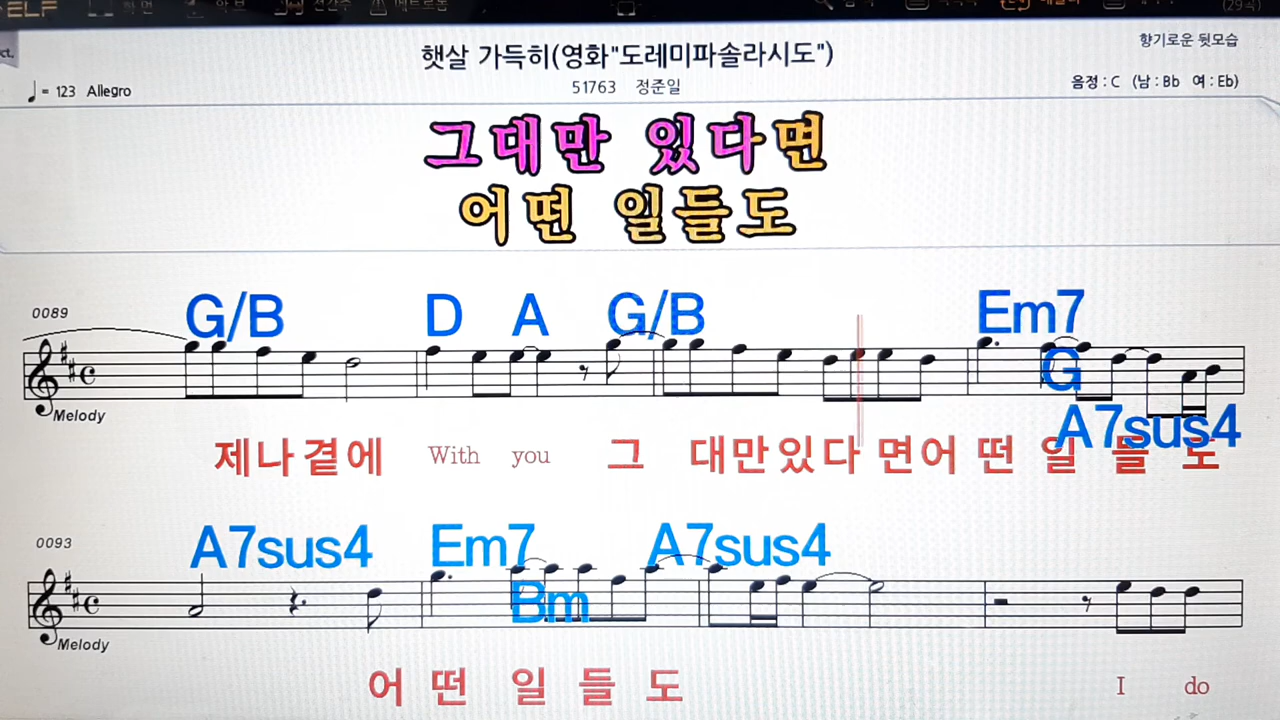 ELF
햇살 가득히(영화"도레미파솔라시도")
향기로운 뒷모습
♩= 123 Allegro
51763 정준일
음정 : C (남 : Bb 여 : Eb)
그대만 있다면
어떤 일들도
0089
G/B D A G/B Em7 G A7sus4
Melody
제나곁에 With you 그 대만있다 면어 떤 일 들 도
0093
A7sus4 Em7 Bm A7sus4
Melody
어 떤 일 들 도 I do